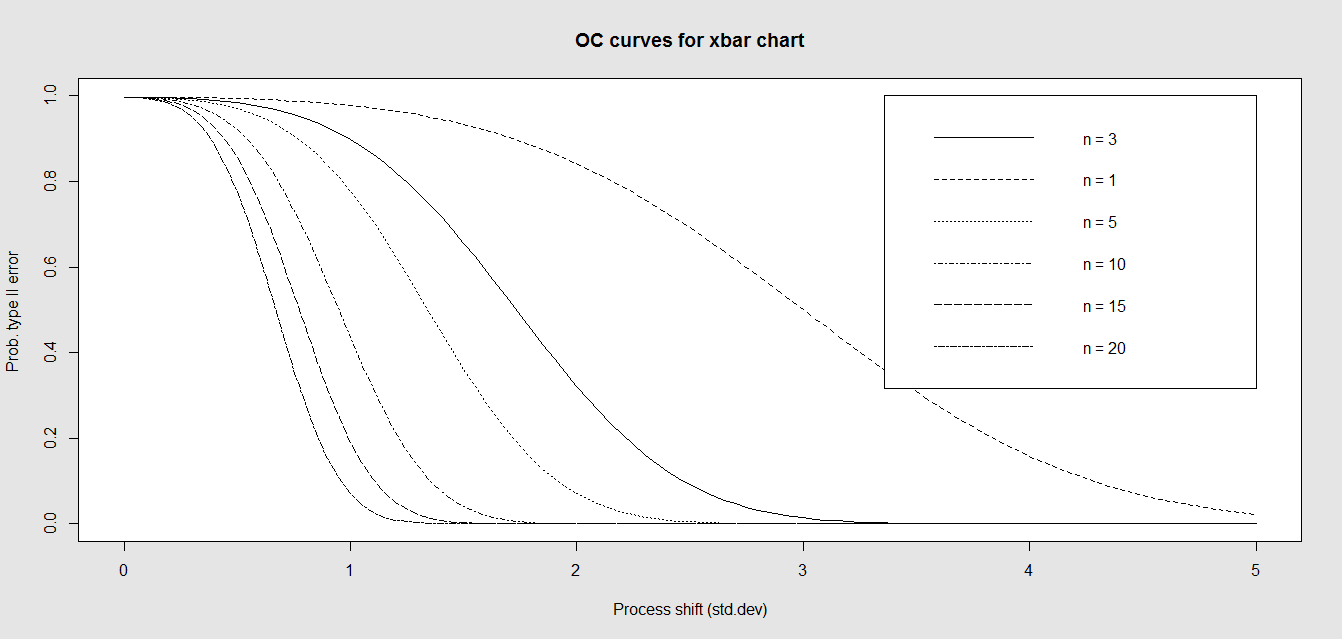 OC curves for xbar chart
Prob. type II error
1.0
0.8
0.6
0.4
0.2
0.0
n = 3
n = 1
n = 5
n = 10
n = 15
n = 20
0 1 2 3 4 5
Process shift (std.dev)